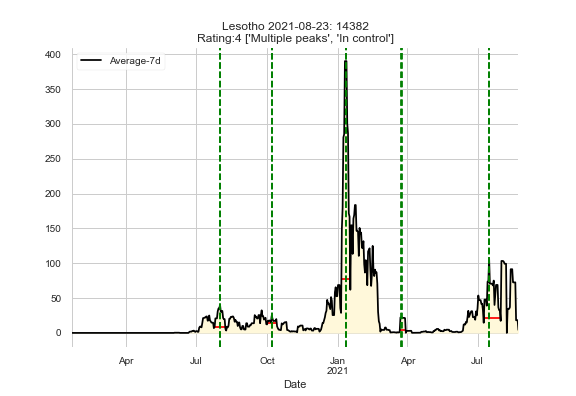 Lesotho 2021-08-23: 14382
Rating:4 ['Multiple peaks', 'In control']
400
350
300
250
200
150
100
50
0
Average-7d
Apr
Jul
Oct
Jan
2021
Apr
Jul
Date